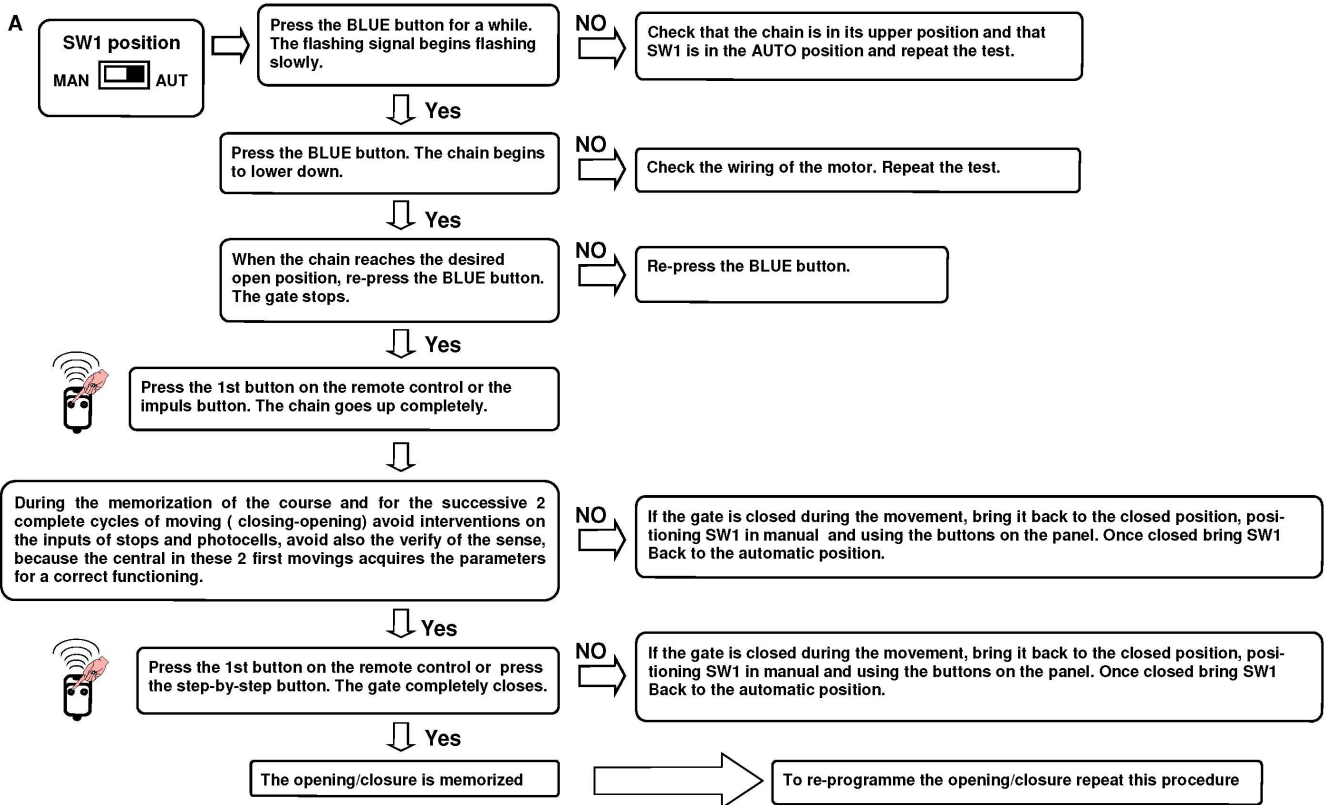 A
SW1 position
MAN AUT
Press the BLUE button for a while.
The flashing signal begins flashing
slowly.
NO
Check that the chain is in its upper position and that
SW1 is in the AUTO position and repeat the test.
Yes
Press the BLUE button. The chain begins
to lower down.
NO
Check the wiring of the motor. Repeat the test.
Yes
When the chain reaches the desired
open position, re-press the BLUE button.
The gate stops.
NO
Re-press the BLUE button.
Yes
Press the 1st button on the remote control or the
impuls button. The chain goes up completely.
During the memorization of the course and for the successive 2
complete cycles of moving ( closing-opening) avoid interventions on
the inputs of stops and photocells, avoid also the verify of the sense,
because the central in these 2 first movings acquires the parameters
for a correct functioning.
NO
If the gate is closed during the movement, bring it back to the closed position, posi-
tioning SW1 in manual and using the buttons on the panel. Once closed bring SW1
Back to the automatic position.
Yes
Press the 1st button on the remote control or press
the step-by-step button. The gate completely closes.
NO
If the gate is closed during the movement, bring it back to the closed position, posi-
tioning SW1 in manual and using the buttons on the panel. Once closed bring SW1
Back to the automatic position.
Yes
The opening/closure is memorized
To re-programme the opening/closure repeat this procedure